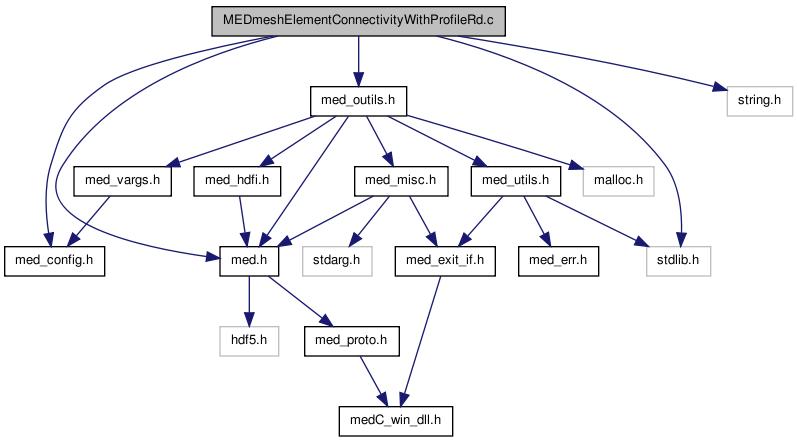 MEDmeshElementConnectivityWithProfileRd.c
med_outils.h
string.h
med_vargs.h
med_hdfi.h
med_misc.h
med_utils.h
malloc.h
med_config.h
med.h
stdarg.h
med_exit_if.h
med_err.h
stdlib.h
hdf5.h
med_proto.h
medC_win_dll.h